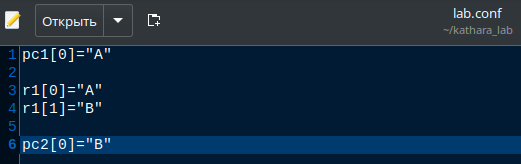 Открыть
lab.conf
~/kathara_lab
1 pc1[0]="A"
2
3 r1[0]="A"
4 r1[1]="B"
5
6 pc2[0]="B"